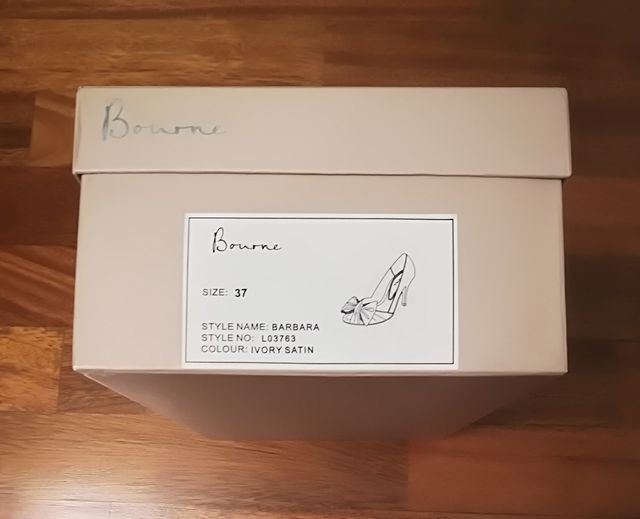 Bourne
Bourne
SIZE: 37
STYLE NAME: BARBARA
STYLE NO: L03763
COLOUR: IVORY SATIN